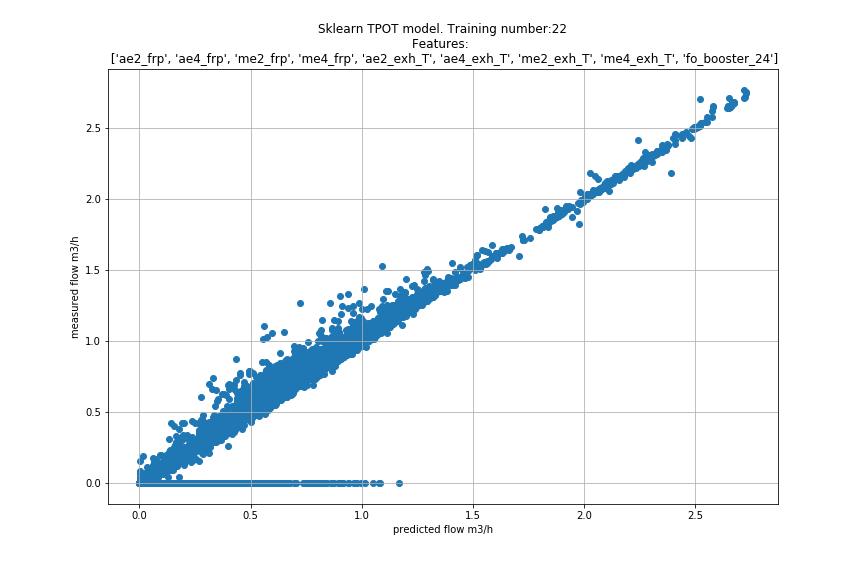 Sklearn TPOT model. Training number:22
Features:
['ae2_frp', 'ae4_frp', 'me2_frp', 'me4_frp', 'ae2_exh_T', 'ae4_exh_T', 'me2_exh_T', 'me4_exh_T', 'fo_booster_24']
measured flow m3/h
2.5
2.0
1.5
1.0
0.5
0.0
0.0 0.5 1.0 1.5 2.0 2.5
predicted flow m3/h